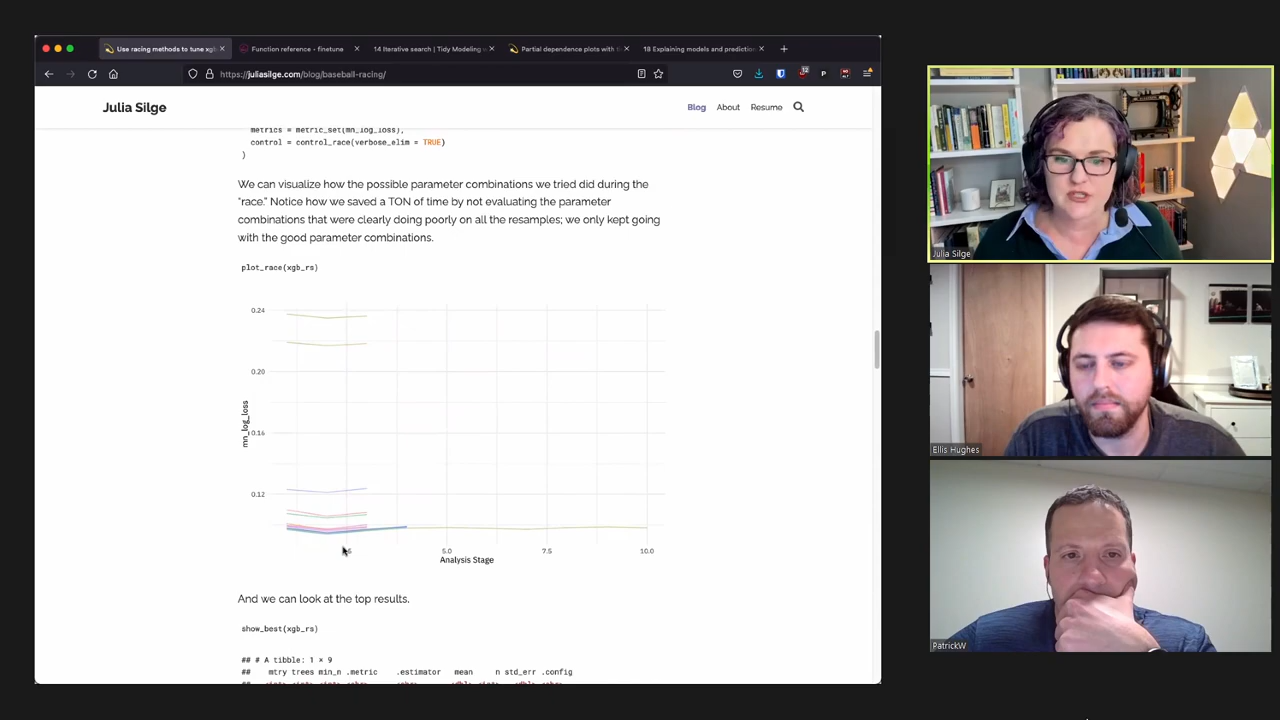 Use racing methods to tune xgb
Function reference - finetune
14 Iterative search | Tidy Modeling w
Partial dependence plots with t
18 Explaining models and prediction
https://juliasilge.com/blog/baseball-racing/
Julia Silge
Blog
About
Resume
metrics = metric_set(mn_log_loss),
control = control_race(verbose_elim = TRUE)
)
We can visualize how the possible parameter combinations we tried did during the
"race." Notice how we saved a TON of time by not evaluating the parameter
combinations that were clearly doing poorly on all the resamples; we only kept going
with the good parameter combinations.
plot_race(xgb_rs)
0.24
0.20
0.16
0.12
mn_log_loss
5.0
7.5
10.0
Analysis Stage
And we can look at the top results.
show_best(xgb_rs)
## # A tibble: 1 × 9
## mtry trees min_n .metric .estimator mean n std_err .config
Julia Silge
Ellis Hughes
PatrickW